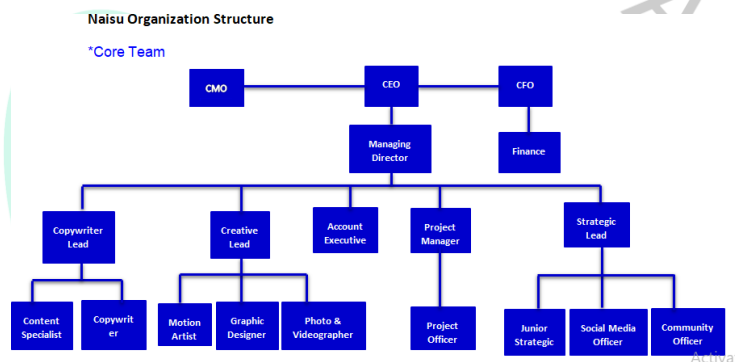 Naisu Organization Structure
*Core Team
CMO
CEO
CFO
Managing
Director
Finance
Copywriter
Lead
Creative
Lead
Account
Executive
Project
Manager
Strategic
Lead
Content
Specialist
Copywrit
er
Motion
Artist
Graphic
Designer
Photo &
Videographer
Project
Officer
Junior
Strategic
Social Media
Officer
Community
Officer
Activa